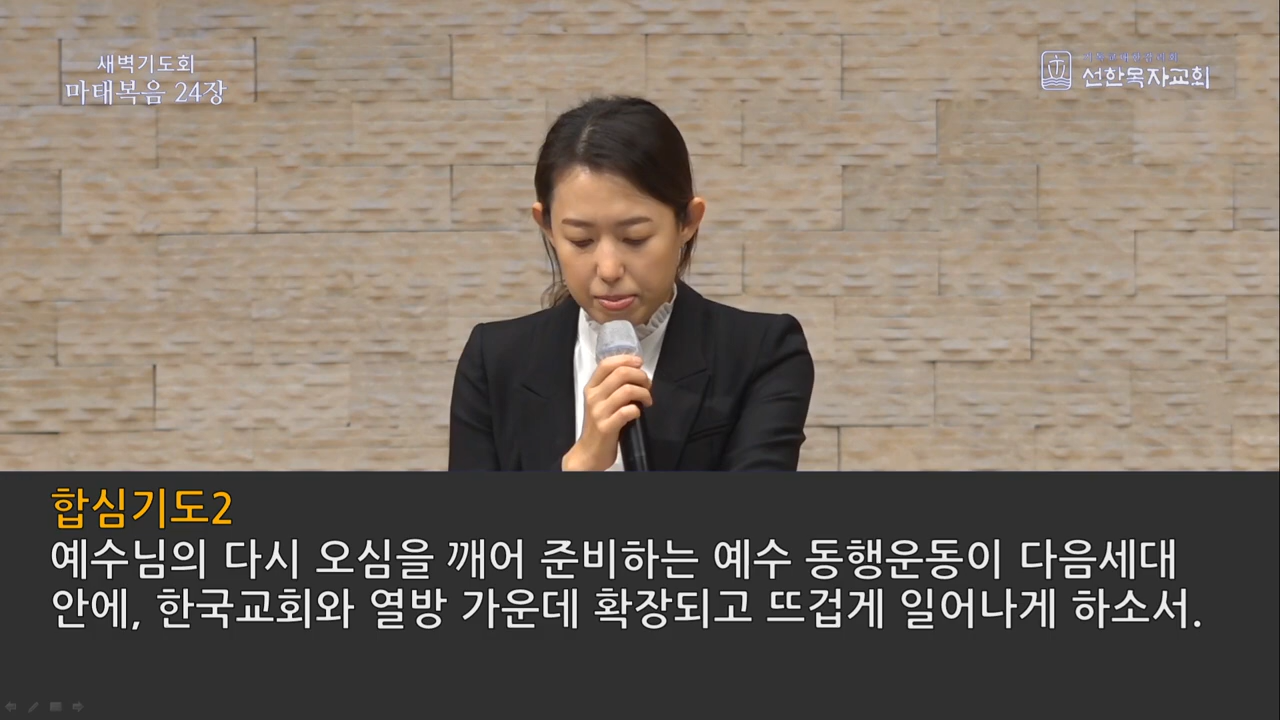 새벽기도회
마태복음 24장
선한목자교회
합심기도2
예수님의 다시 오심을 깨어 준비하는 예수 동행운동이 다음세대
안에, 한국교회와 열방 가운데 확장되고 뜨겁게 일어나게 하소서.